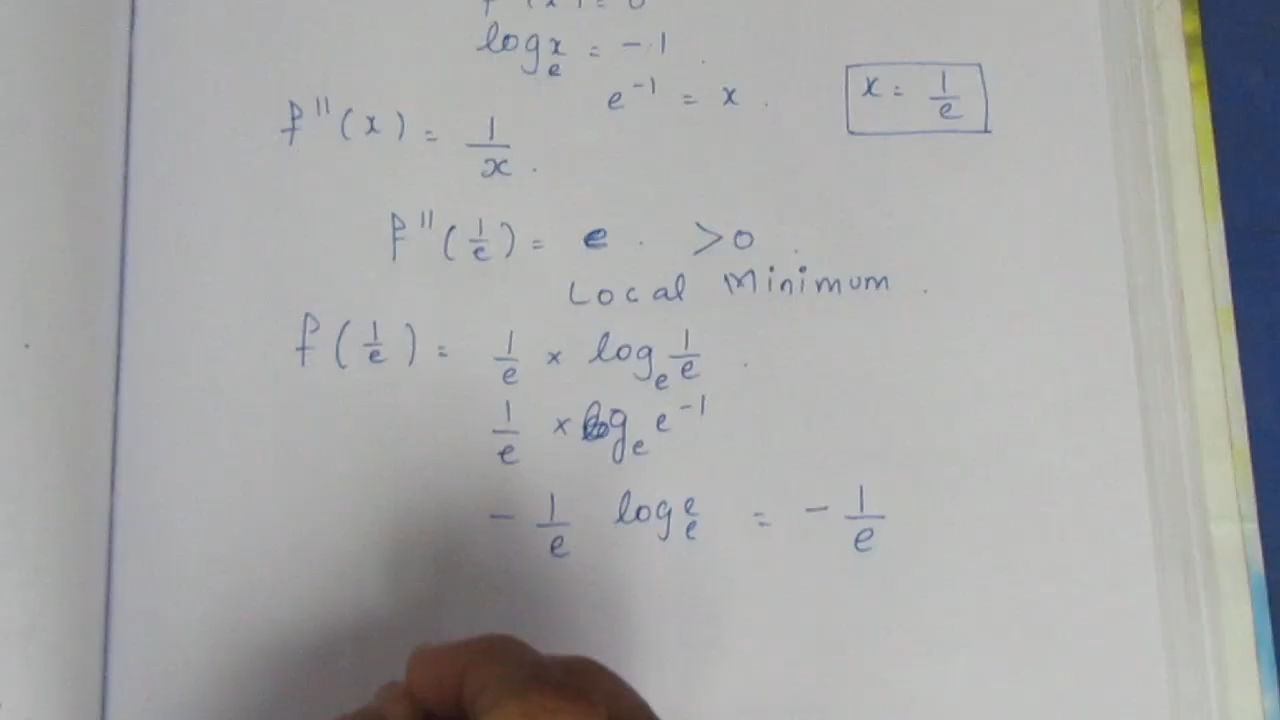 f'(x) = 0
log_e x = -1
e^-1 = x . x = 1/e
f''(x) = 1/x .
f''(1/e) = e . > 0 .
Local Minimum .
f(1/e) = 1/e × log_e 1/e .
1/e × log_e e^-1
- 1/e log_e e = - 1/e